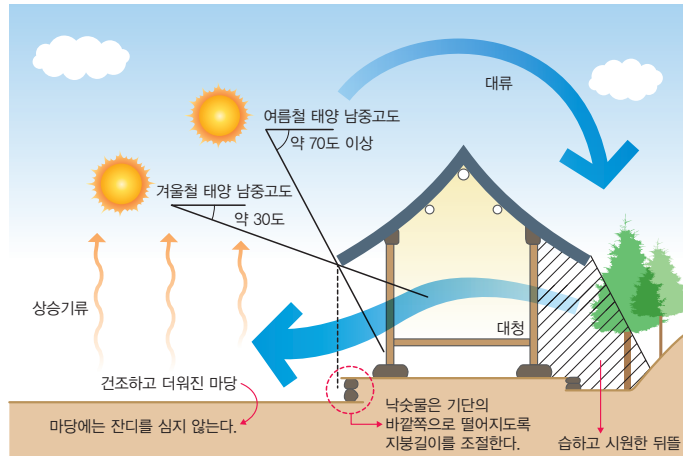 대류
여름철 태양 남중고도
약 70도 이상
겨울철 태양 남중고도
약 30도
상승기류
대청
건조하고 더워진 마당
마당에는 잔디를 심지 않는다.
낙숫물은 기단의
바깥쪽으로 떨어지도록
지붕길이를 조절한다.
습하고 시원한 뒤뜰